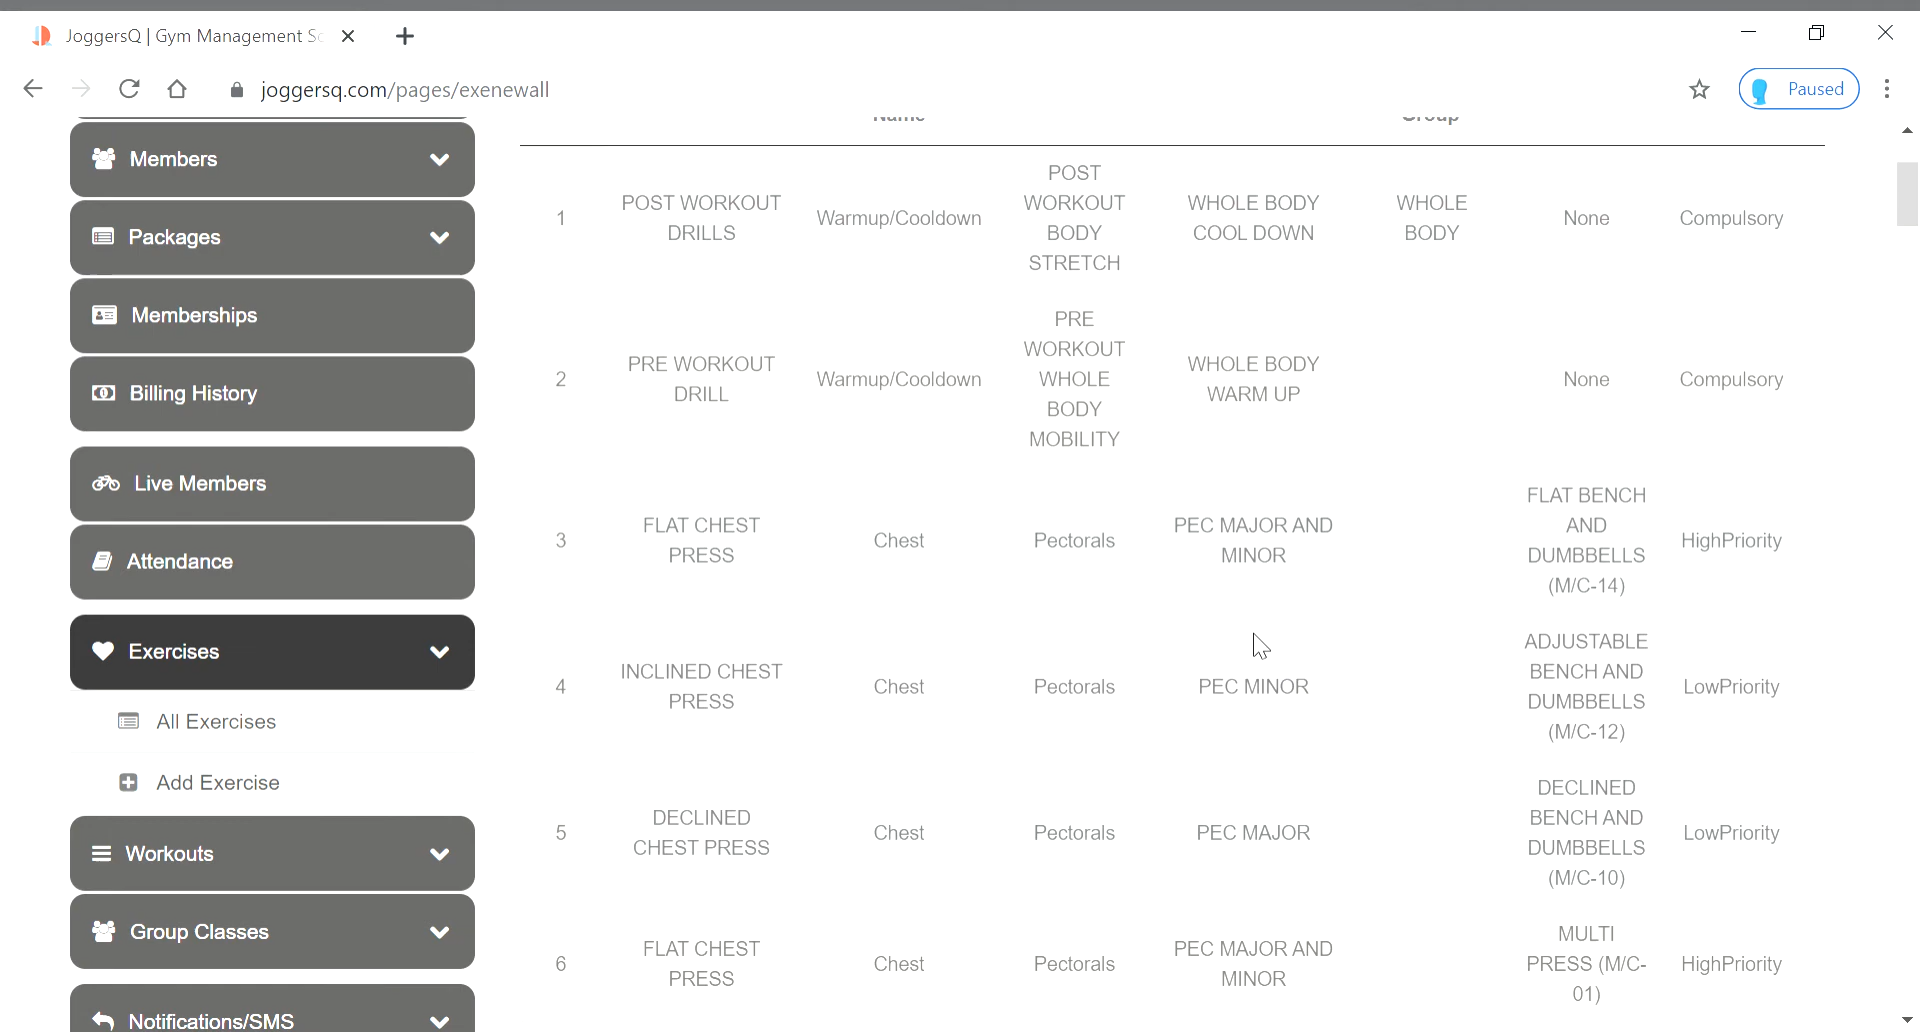 JoggersQ | Gym Management Sc
joggersq.com/pages/exenewall
Paused
Members
Packages
Memberships
Billing History
Live Members
Attendance
Exercises
All Exercises
Add Exercise
Workouts
Group Classes
Notifications/SMS
Name
Group
1
POST WORKOUT
DRILLS
Warmup/Cooldown
POST
WORKOUT
BODY
STRETCH
WHOLE BODY
COOL DOWN
WHOLE
BODY
None
Compulsory
2
PRE WORKOUT
DRILL
Warmup/Cooldown
PRE
WORKOUT
WHOLE
BODY
MOBILITY
WHOLE BODY
WARM UP
None
Compulsory
3
FLAT CHEST
PRESS
Chest
Pectorals
PEC MAJOR AND
MINOR
FLAT BENCH
AND
DUMBBELLS
(M/C-14)
HighPriority
4
INCLINED CHEST
PRESS
Chest
Pectorals
PEC MINOR
ADJUSTABLE
BENCH AND
DUMBBELLS
(M/C-12)
LowPriority
5
DECLINED
CHEST PRESS
Chest
Pectorals
PEC MAJOR
DECLINED
BENCH AND
DUMBBELLS
(M/C-10)
LowPriority
6
FLAT CHEST
PRESS
Chest
Pectorals
PEC MAJOR AND
MINOR
MULTI
PRESS (M/C-
01)
HighPriority